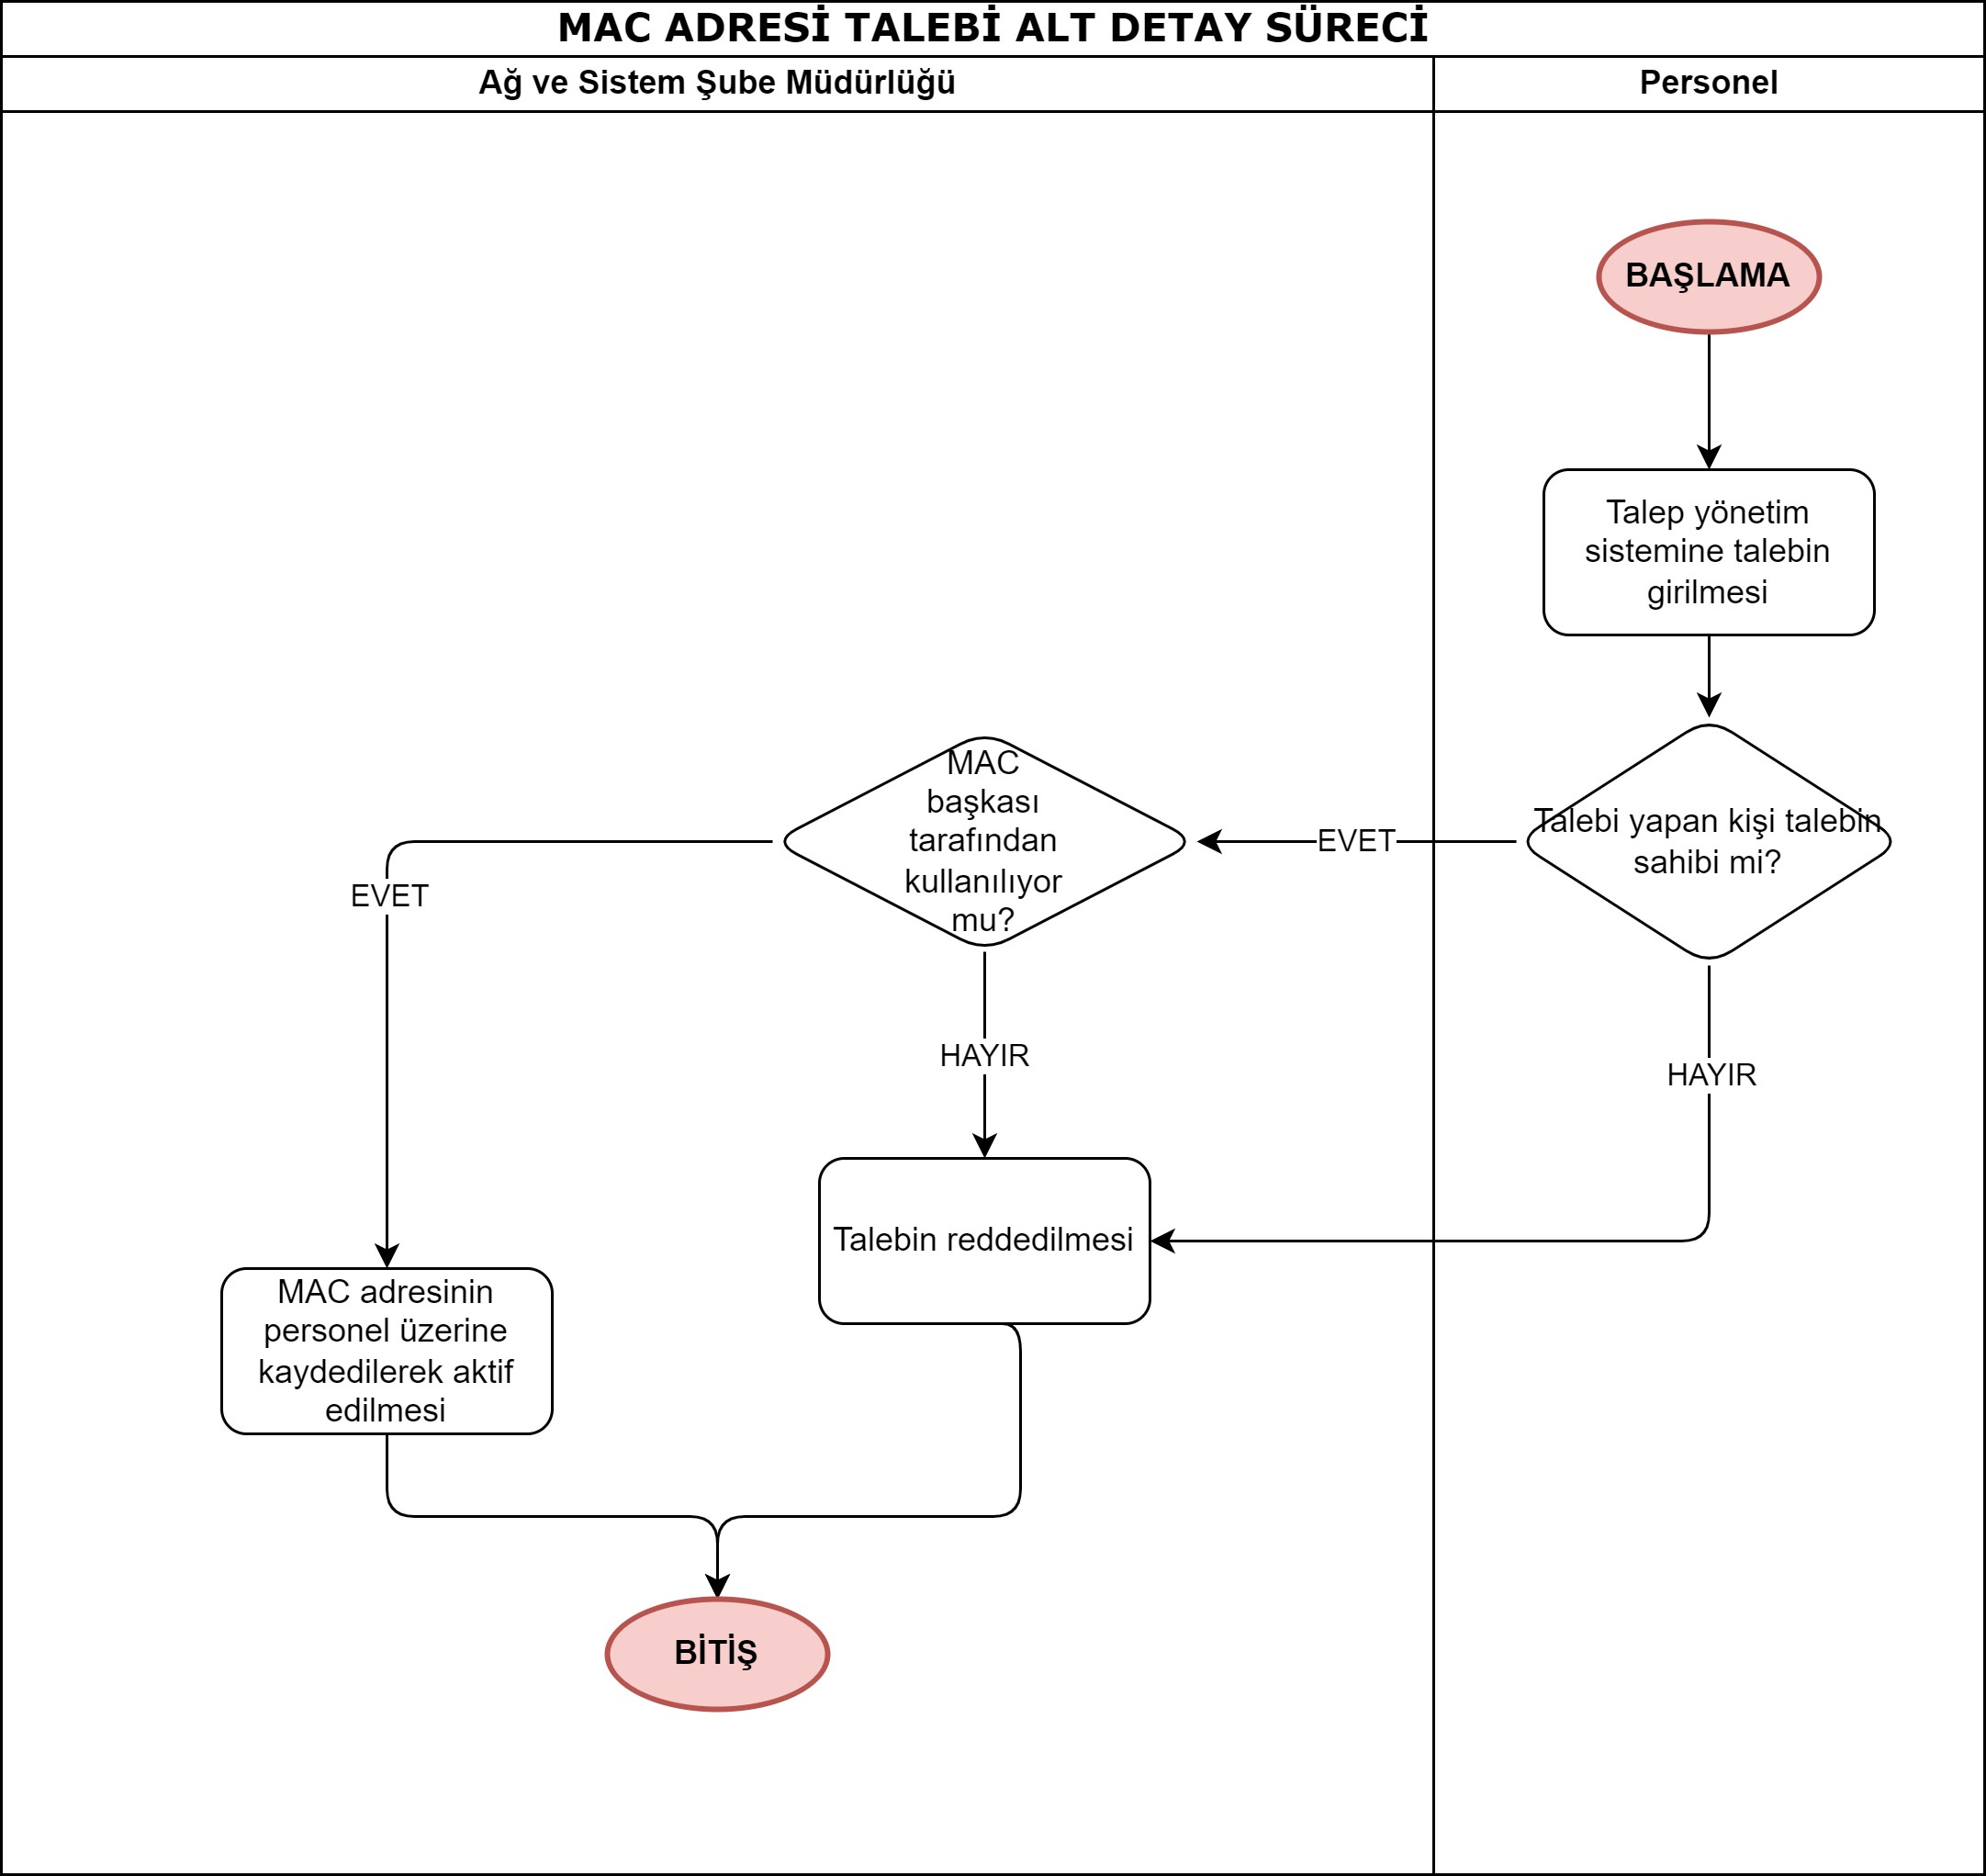 MAC ADRESİ TALEBİ ALT DETAY SÜRECİ
Ağ ve Sistem Şube Müdürlüğü
Personel
BAŞLAMA
Talep yönetim
sistemine talebin
girilmesi
Talebi yapan kişi talebin
sahibi mi?
EVET
MAC
başkası
tarafından
kullanılıyor
mu?
EVET
HAYIR
HAYIR
Talebin reddedilmesi
MAC adresinin
personel üzerine
kaydedilerek aktif
edilmesi
BİTİŞ